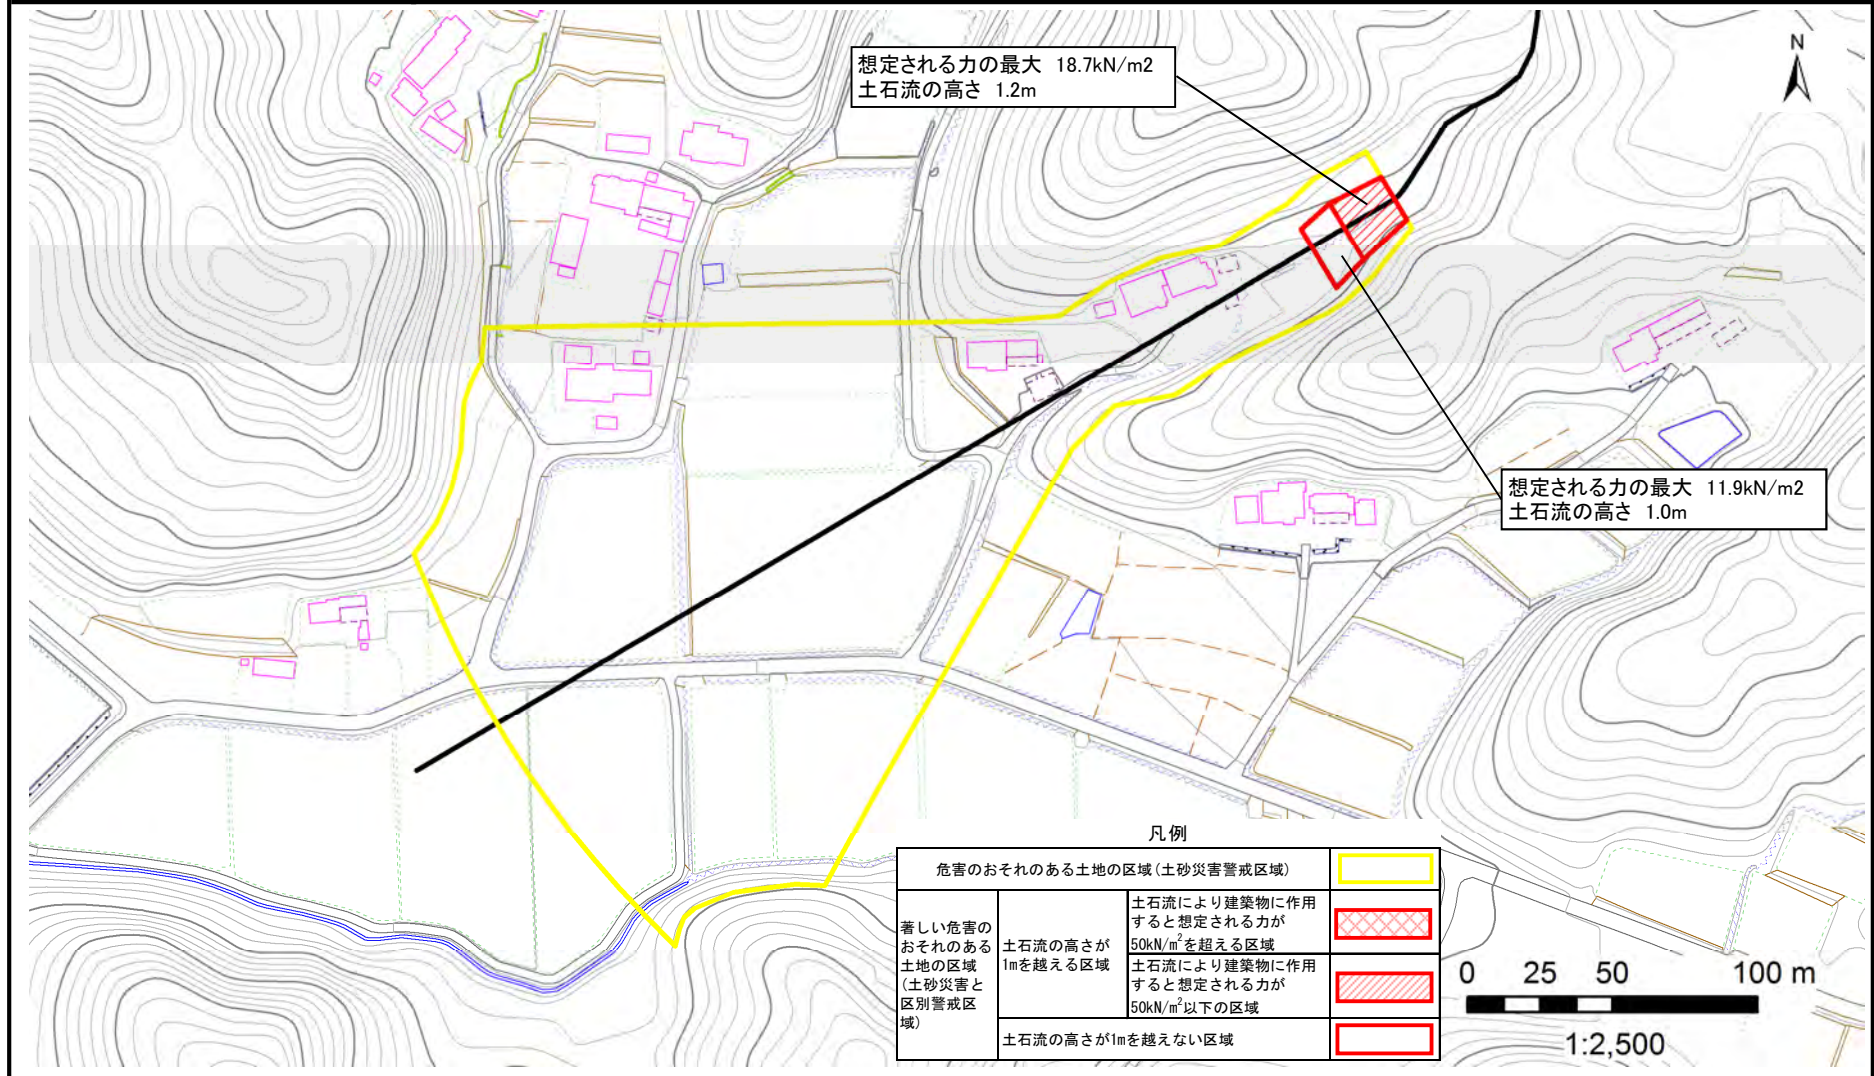 想定される力の最大 18.7kN/m2
土石流の高さ 1.2m
N
想定される力の最大 11.9kN/m2
土石流の高さ 1.0m
凡例
危害のおそれのある土地の区域(土砂災害警戒区域)
著しい危害の
おそれのある
土地の区域
(土砂災害と
区別警戒区
域)
土石流の高さが
1mを越える区域
土石流により建築物に作用
すると想定される力が
50kN/m²を超える区域
土石流により建築物に作用
すると想定される力が
50kN/m²以下の区域
土石流の高さが1mを越えない区域
0 25 50 100 m
1:2,500